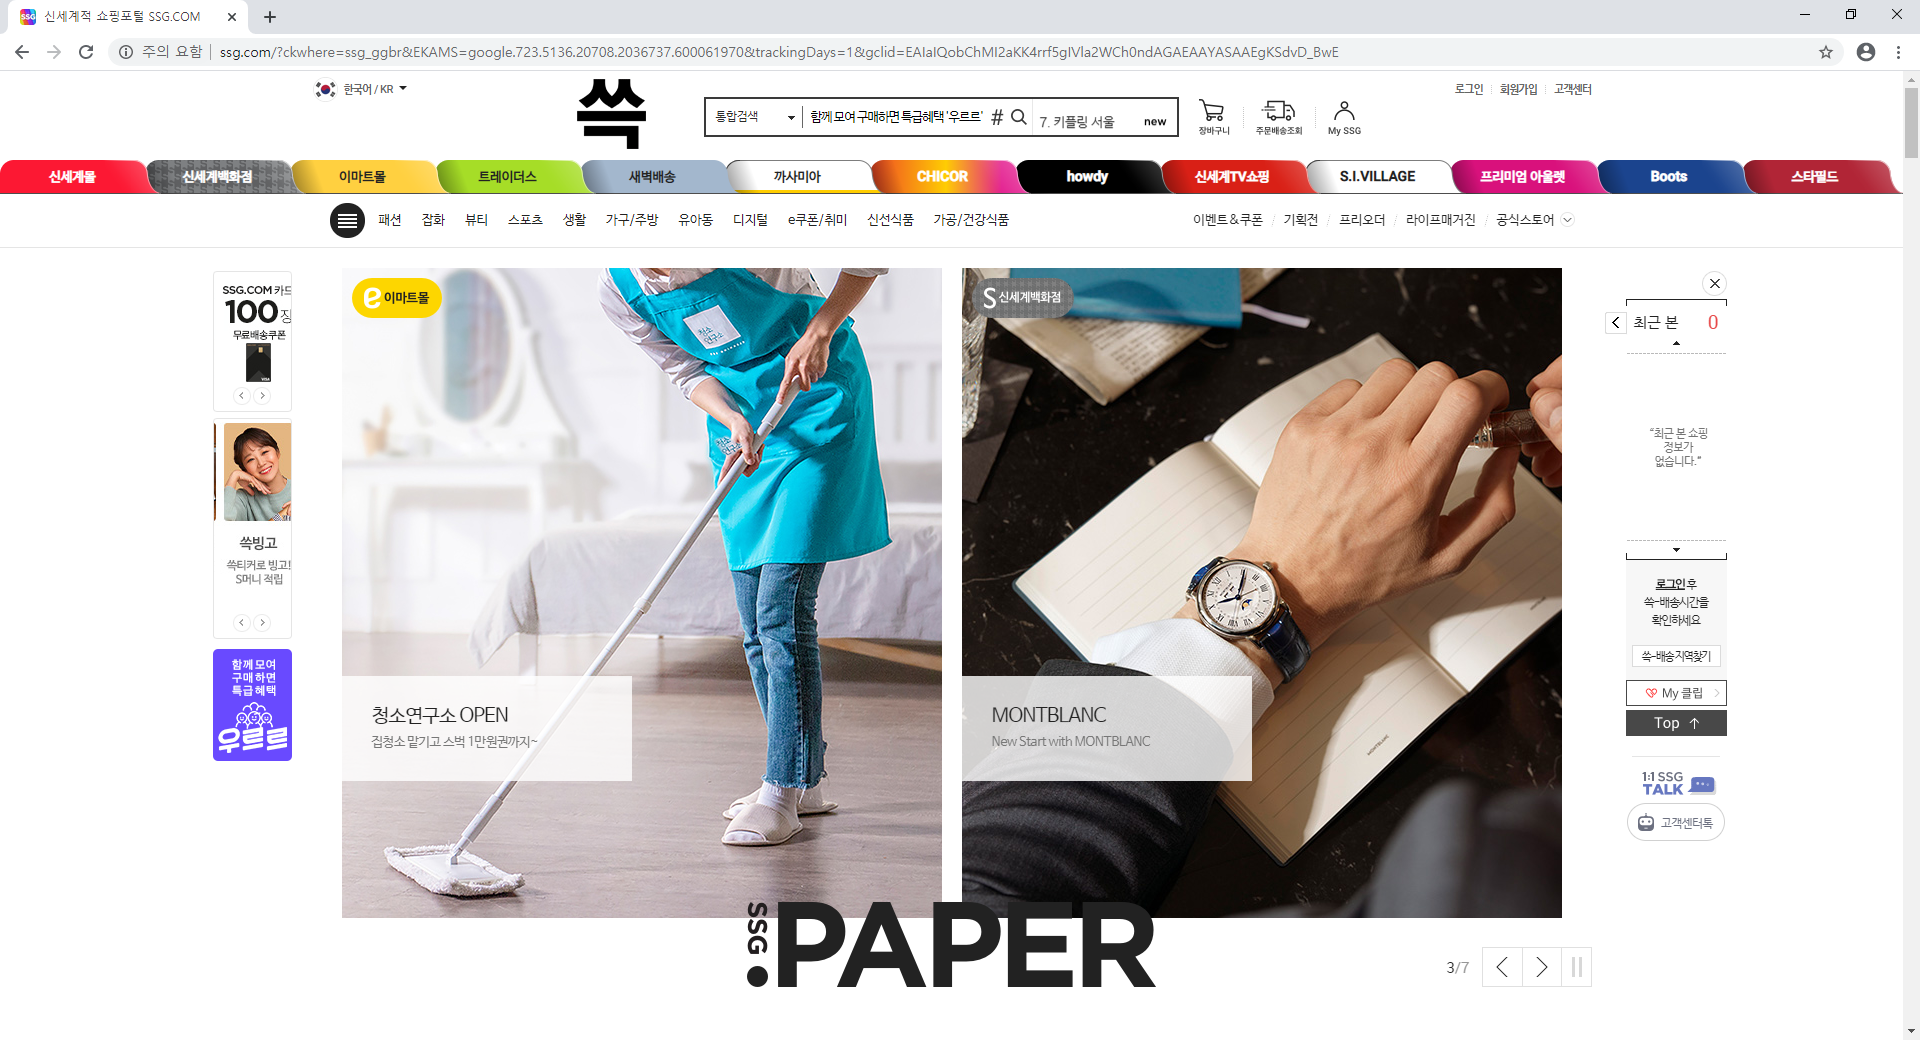 신세계적 쇼핑포털 SSG.COM
주의 요함
ssg.com/?ckwhere=ssg_ggbr&EKAMS=google.723.5136.20708.2036737.600061970&trackingDays=1&gclid=EAIaIQobChMI2aKK4rrf5gIVla2WCh0ndAGAEAAYASAAEgKSdvD_BwE
한국어 / KR
쓱
통합검색
함께 모여 구매하면 특급혜택 '우르르'
#
7. 키플링 서울
new
장바구니
주문배송조회
My SSG
로그인
회원가입
고객센터
신세계몰
신세계백화점
이마트몰
트레이더스
새벽배송
까사미아
CHICOR
howdy
신세계TV쇼핑
S.I.VILLAGE
프리미엄 아울렛
Boots
스타필드
패션
잡화
뷰티
스포츠
생활
가구/주방
유아동
디지털
e쿠폰/취미
신선식품
가공/건강식품
이벤트&쿠폰
기획전
프리오더
라이프매거진
공식스토어
SSG.COM 카드
100장
무료배송쿠폰
VISA
쓱빙고
쓱티커로 빙고!
S머니 적립
함께 모여
구매하면
특급 혜택
우르르
e 이마트몰
청소
연구소
청소연구소 OPEN
집청소 맡기고 스벅 1만원권까지~
S 신세계백화점
MONTBLANC
MONTBLANC
New Start with MONTBLANC
SSG.PAPER
3/7
최근 본 0
“최근 본 쇼핑
정보가
없습니다.”
로그인 후
쓱-배송시간을
확인하세요
쓱-배송지역찾기
My 클립
Top
1:1 SSG
TALK
고객센터톡